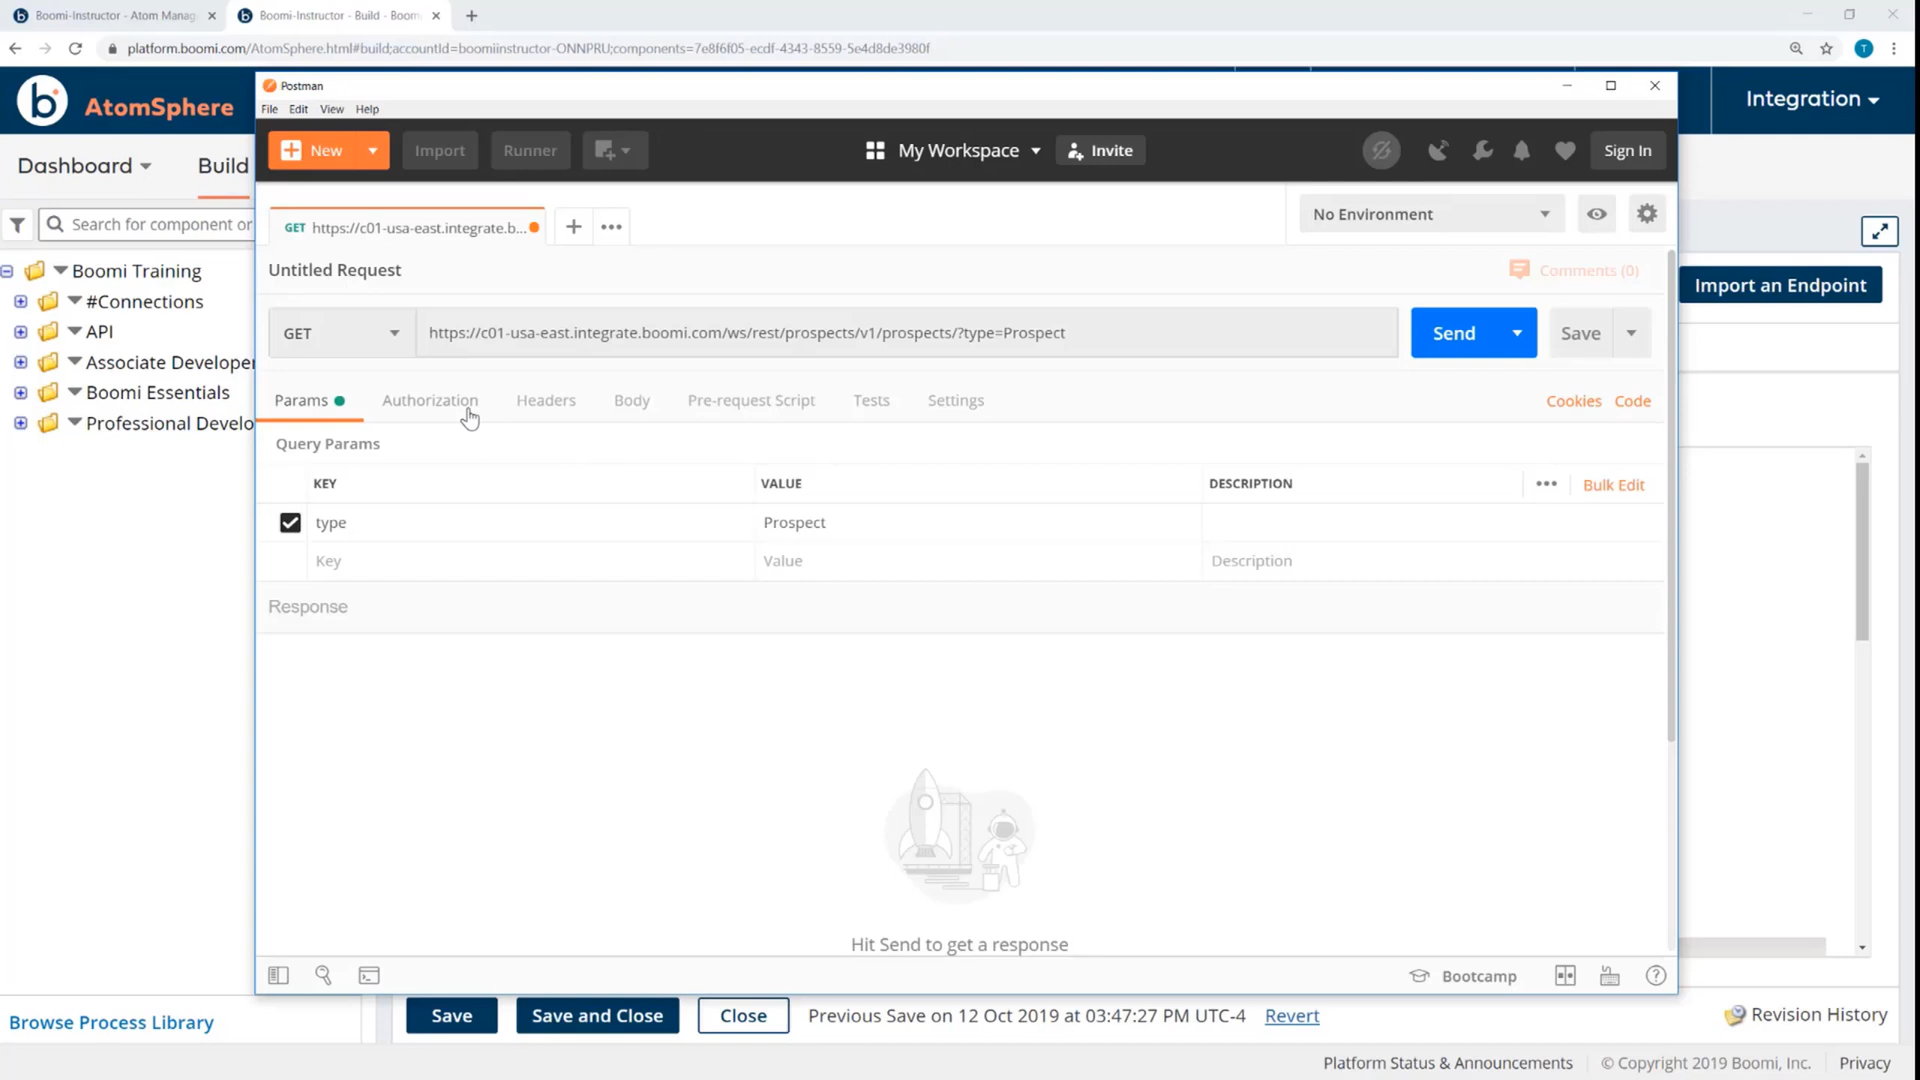 Boomi-Instructor - Atom Manag
Boomi-Instructor - Build - Boom
platform.boomi.com/AtomSphere.html#build;accountId=boomiinstructor-ONNPRU;components=7e8f6f05-ecdf-4343-8559-5e4d8de3980f
T
b
AtomSphere
Integration
Dashboard
Build
Search for component or
Boomi Training
#Connections
API
Associate Developer
Boomi Essentials
Professional Develo
Import an Endpoint
Postman
File Edit View Help
New
Import
Runner
My Workspace
Invite
Sign In
GET https://c01-usa-east.integrate.b...
No Environment
Untitled Request
Comments (0)
GET
https://c01-usa-east.integrate.boomi.com/ws/rest/prospects/v1/prospects/?type=Prospect
Send
Save
Params
Authorization
Headers
Body
Pre-request Script
Tests
Settings
Cookies
Code
Query Params
KEY
VALUE
DESCRIPTION
Bulk Edit
type
Prospect
Key
Value
Description
Response
Hit Send to get a response
Bootcamp
Browse Process Library
Save
Save and Close
Close
Previous Save on 12 Oct 2019 at 03:47:27 PM UTC-4
Revert
Revision History
Platform Status & Announcements
© Copyright 2019 Boomi, Inc.
Privacy